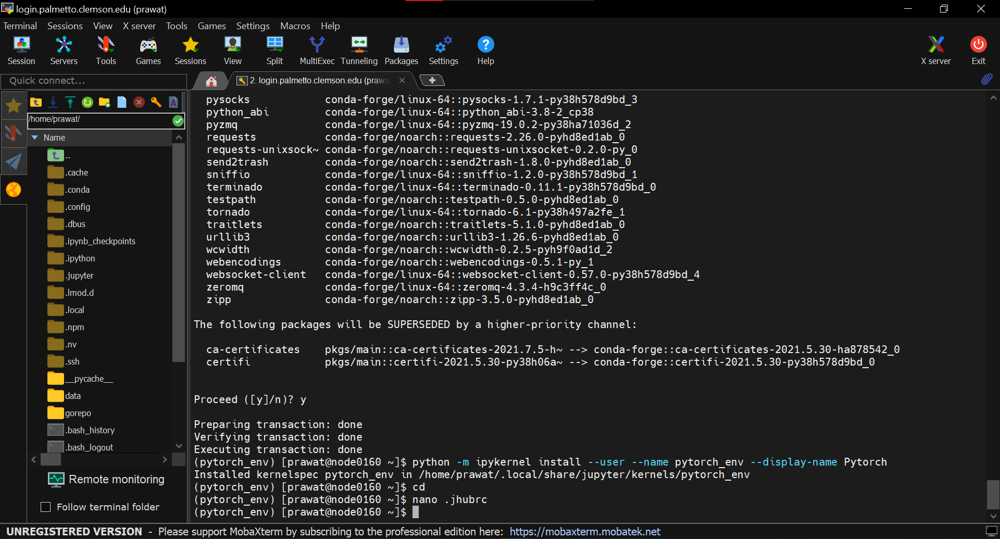 login.palmetto.clemson.edu (prawat)
Terminal Sessions View X server Tools Games Settings Macros Help
Session Servers Tools Games Sessions View Split MultiExec Tunneling Packages Settings Help X server Exit
Quick connect...
2. login.palmetto.clemson.edu (prawa
/home/prawat/
Name
..
.cache
.conda
.config
.dbus
.ipynb_checkpoints
.ipython
.jupyter
.lmod.d
.local
.npm
.nv
.ssh
__pycache__
data
gorepo
.bash_history
.bash_logout
Remote monitoring
Follow terminal folder
pysocks conda-forge/linux-64::pysocks-1.7.1-py38h578d9bd_3
python_abi conda-forge/linux-64::python_abi-3.8-2_cp38
pyzmq conda-forge/linux-64::pyzmq-19.0.2-py38ha71036d_2
requests conda-forge/noarch::requests-2.26.0-pyhd8ed1ab_0
requests-unixsock~ conda-forge/noarch::requests-unixsocket-0.2.0-py_0
send2trash conda-forge/noarch::send2trash-1.8.0-pyhd8ed1ab_0
sniffio conda-forge/linux-64::sniffio-1.2.0-py38h578d9bd_1
terminado conda-forge/linux-64::terminado-0.11.1-py38h578d9bd_0
testpath conda-forge/noarch::testpath-0.5.0-pyhd8ed1ab_0
tornado conda-forge/linux-64::tornado-6.1-py38h497a2fe_1
traitlets conda-forge/noarch::traitlets-5.1.0-pyhd8ed1ab_0
urllib3 conda-forge/noarch::urllib3-1.26.6-pyhd8ed1ab_0
wcwidth conda-forge/noarch::wcwidth-0.2.5-pyh9f0ad1d_2
webencodings conda-forge/noarch::webencodings-0.5.1-py_1
websocket-client conda-forge/linux-64::websocket-client-0.57.0-py38h578d9bd_4
zeromq conda-forge/linux-64::zeromq-4.3.4-h9c3ff4c_0
zipp conda-forge/noarch::zipp-3.5.0-pyhd8ed1ab_0
The following packages will be SUPERSEDED by a higher-priority channel:
ca-certificates pkgs/main::ca-certificates-2021.7.5-h~ --> conda-forge::ca-certificates-2021.5.30-ha878542_0
certifi pkgs/main::certifi-2021.5.30-py38h06a~ --> conda-forge::certifi-2021.5.30-py38h578d9bd_0
Proceed ([y]/n)? y
Preparing transaction: done
Verifying transaction: done
Executing transaction: done
(pytorch_env) [prawat@node0160 ~]$ python -m ipykernel install --user --name pytorch_env --display-name Pytorch
Installed kernelspec pytorch_env in /home/prawat/.local/share/jupyter/kernels/pytorch_env
(pytorch_env) [prawat@node0160 ~]$ cd
(pytorch_env) [prawat@node0160 ~]$ nano .jhubrc
(pytorch_env) [prawat@node0160 ~]$
UNREGISTERED VERSION - Please support MobaXterm by subscribing to the professional edition here: https://mobaxterm.mobatek.net